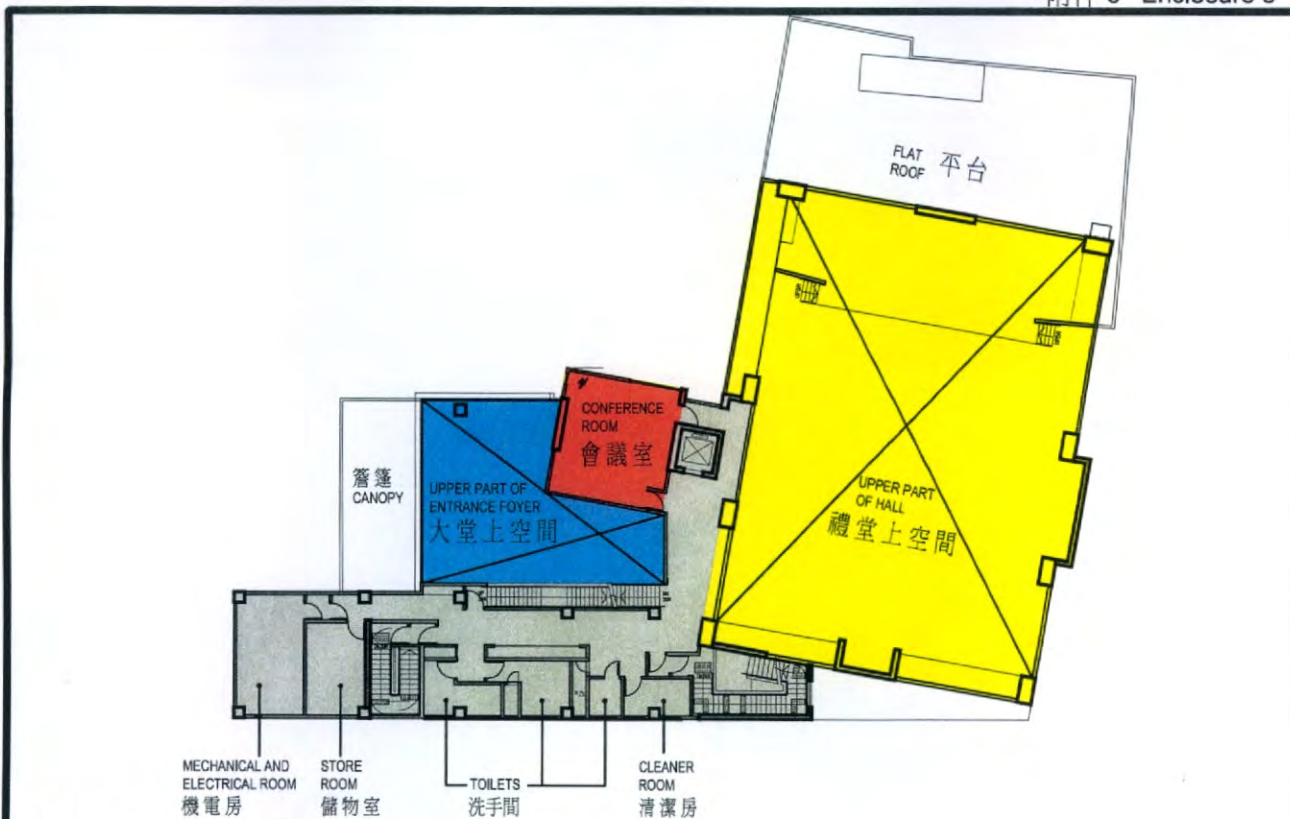 FLAT
ROOF 平台
CONFERENCE
ROOM
會議室
簷篷
CANOPY
UPPER PART OF
ENTRANCE FOYER
大堂上空間
UPPER PART
OF HALL
禮堂上空間
MECHANICAL AND
ELECTRICAL ROOM
機電房
STORE
ROOM
儲物室
TOILETS
洗手間
CLEANER
ROOM
清潔房